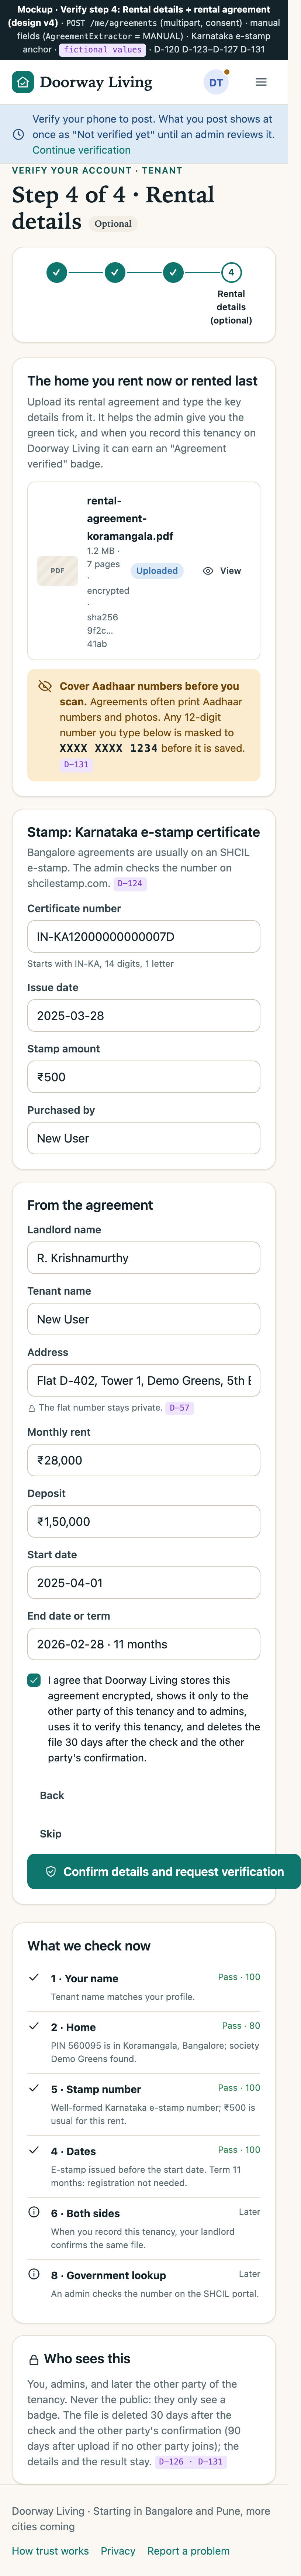 Mockup · Verify step 4: Rental details + rental agreement
(design v4) · POST /me/agreements (multipart, consent) · manual
fields (AgreementExtractor = MANUAL) · Karnataka e-stamp
anchor · fictional values · D-120 D-123–D-127 D-131
Doorway Living
DT
Verify your phone to post. What you post shows at
once as "Not verified yet" until an admin reviews it.
Continue verification
VERIFY YOUR ACCOUNT · TENANT
Step 4 of 4 · Rental
details Optional
4
Rental
details
(optional)
The home you rent now or rented last
Upload its rental agreement and type the key
details from it. It helps the admin give you the
green tick, and when you record this tenancy on
Doorway Living it can earn an "Agreement
verified" badge.
PDF
rental-
agreement-
koramangala.pdf
1.2 MB ·
7 pages
·
encrypted
·
sha256
9f2c…
41ab
Uploaded
View
Cover Aadhaar numbers before you
scan. Agreements often print Aadhaar
numbers and photos. Any 12-digit
number you type below is masked to
XXXX XXXX 1234 before it is saved.
D-131
Stamp: Karnataka e-stamp certificate
Bangalore agreements are usually on an SHCIL
e-stamp. The admin checks the number on
shcilestamp.com. D-124
Certificate number
IN-KA12000000000007D
Starts with IN-KA, 14 digits, 1 letter
Issue date
2025-03-28
Stamp amount
₹500
Purchased by
New User
From the agreement
Landlord name
R. Krishnamurthy
Tenant name
New User
Address
Flat D-402, Tower 1, Demo Greens, 5th
The flat number stays private. D-57
Monthly rent
₹28,000
Deposit
₹1,50,000
Start date
2025-04-01
End date or term
2026-02-28 · 11 months
I agree that Doorway Living stores this
agreement encrypted, shows it only to the
other party of this tenancy and to admins,
uses it to verify this tenancy, and deletes the
file 30 days after the check and the other
party's confirmation.
Back
Skip
Confirm details and request verification
What we check now
1 · Your name
Pass · 100
Tenant name matches your profile.
2 · Home
Pass · 80
PIN 560095 is in Koramangala, Bangalore; society
Demo Greens found.
5 · Stamp number
Pass · 100
Well-formed Karnataka e-stamp number; ₹500 is
usual for this rent.
4 · Dates
Pass · 100
E-stamp issued before the start date. Term 11
months: registration not needed.
6 · Both sides
Later
When you record this tenancy, your landlord
confirms the same file.
8 · Government lookup
Later
An admin checks the number on the SHCIL portal.
Who sees this
You, admins, and later the other party of the
tenancy. Never the public: they only see a
badge. The file is deleted 30 days after the
check and the other party's confirmation (90
days after upload if no other party joins); the
details and the result stay. D-126 · D-131
Doorway Living · Starting in Bangalore and Pune, more
cities coming
How trust works
Privacy
Report a problem